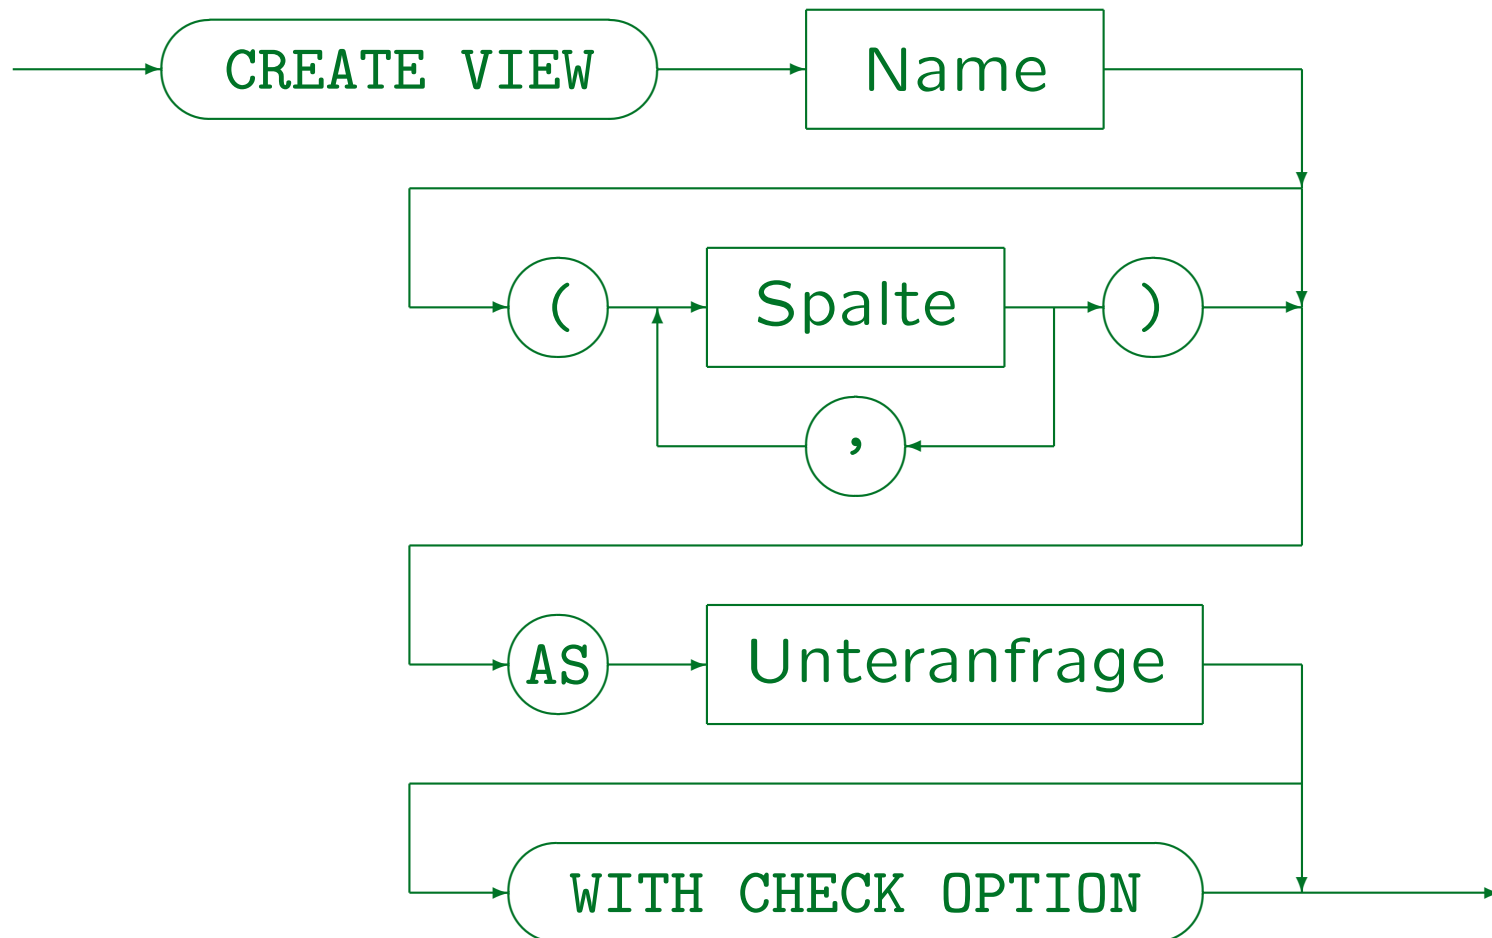 CREATE VIEW Name
( Spalte )
,
AS Unteranfrage
WITH CHECK OPTION